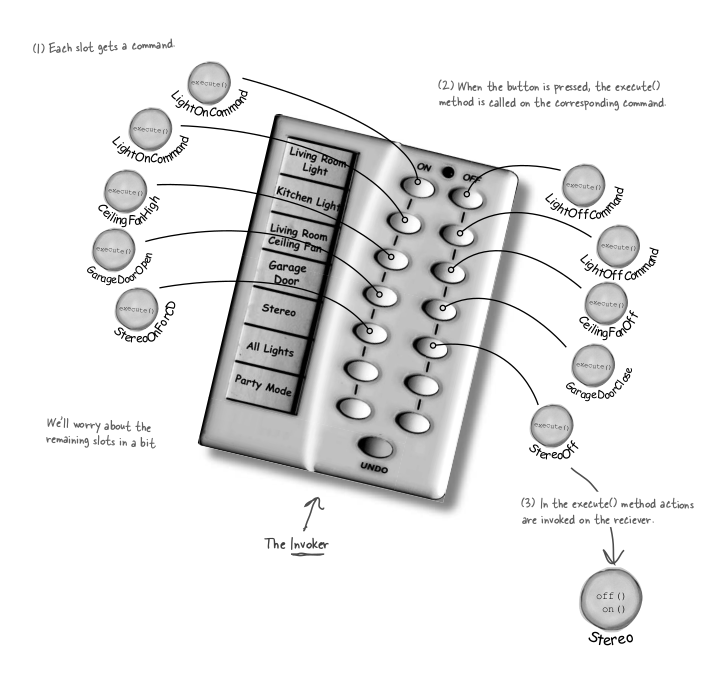 (1) Each slot gets a command.
(2) When the button is pressed, the execute()
method is called on the corresponding command.
execute()
LightOnCommand
execute()
LightOnCommand
execute()
CeilingFanHigh
execute()
GarageDoorOpen
execute()
StereoOnForCD
ON
OFF
Living Room
Light
Kitchen Light
Living Room
Ceiling Fan
Garage
Door
Stereo
All Lights
Party Mode
UNDO
execute()
LightOffCommand
execute()
LightOffCommand
execute()
CeilingFanOff
execute()
GarageDoorClose
execute()
StereoOff
We'll worry about the
remaining slots in a bit
The Invoker
(3) In the execute() method actions
are invoked on the reciever.
off()
on()
Stereo